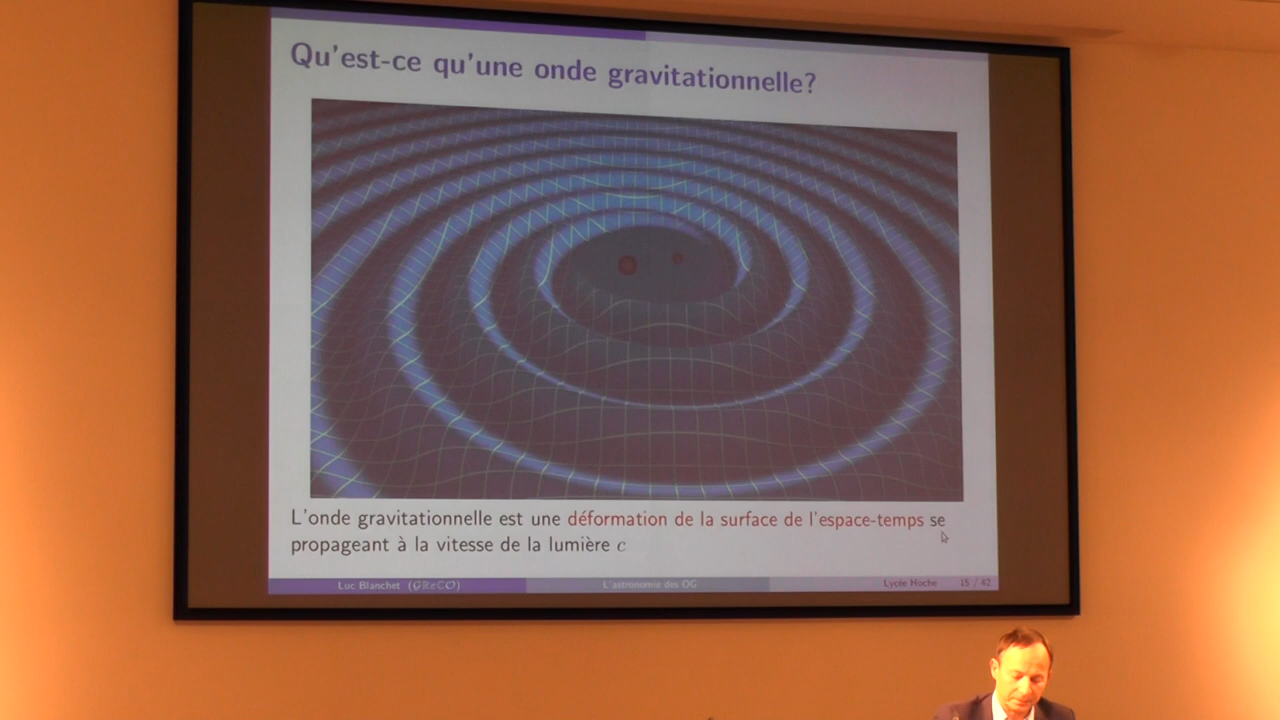 Qu'est-ce qu'une onde gravitationnelle?
L'onde gravitationnelle est une déformation de la surface de l'espace-temps se
propageant à la vitesse de la lumière c
Luc Blanchet (GReCO) L'astronomie des OG Lycée Hoche 15 / 42